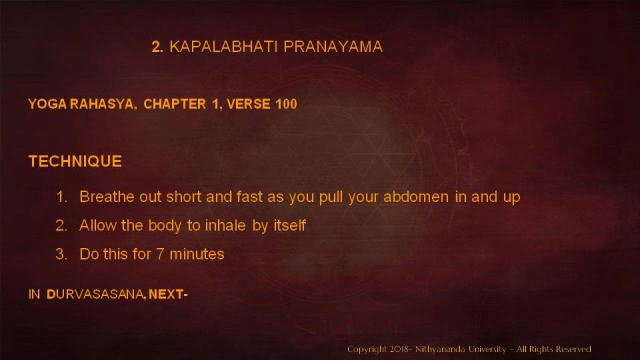 2. KAPALABHATI PRANAYAMA
YOGA RAHASYA, CHAPTER 1, VERSE 100
TECHNIQUE
1. Breathe out short and fast as you pull your abdomen in and up
2. Allow the body to inhale by itself
3. Do this for 7 minutes
IN DURVASASANA, NEXT-
Copyright 2018- Nithyananda University - All Rights Reserved